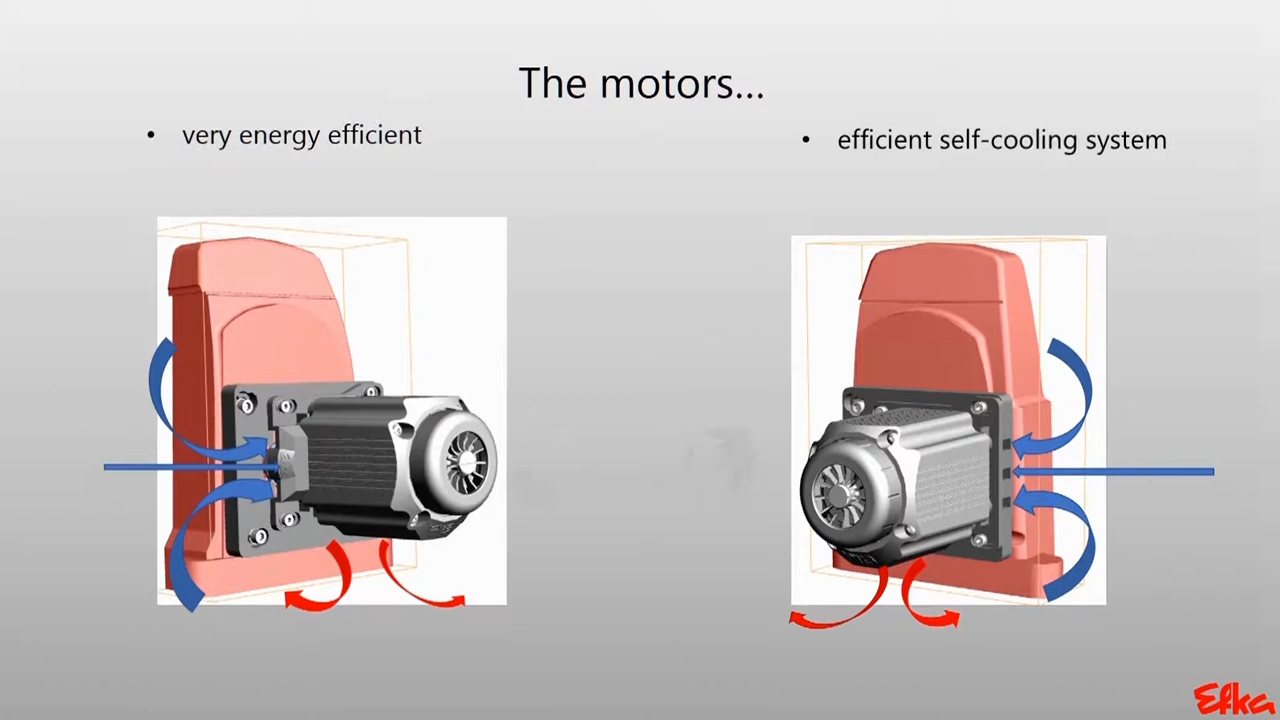 The motors...
• very energy efficient
• efficient self-cooling system
Efka